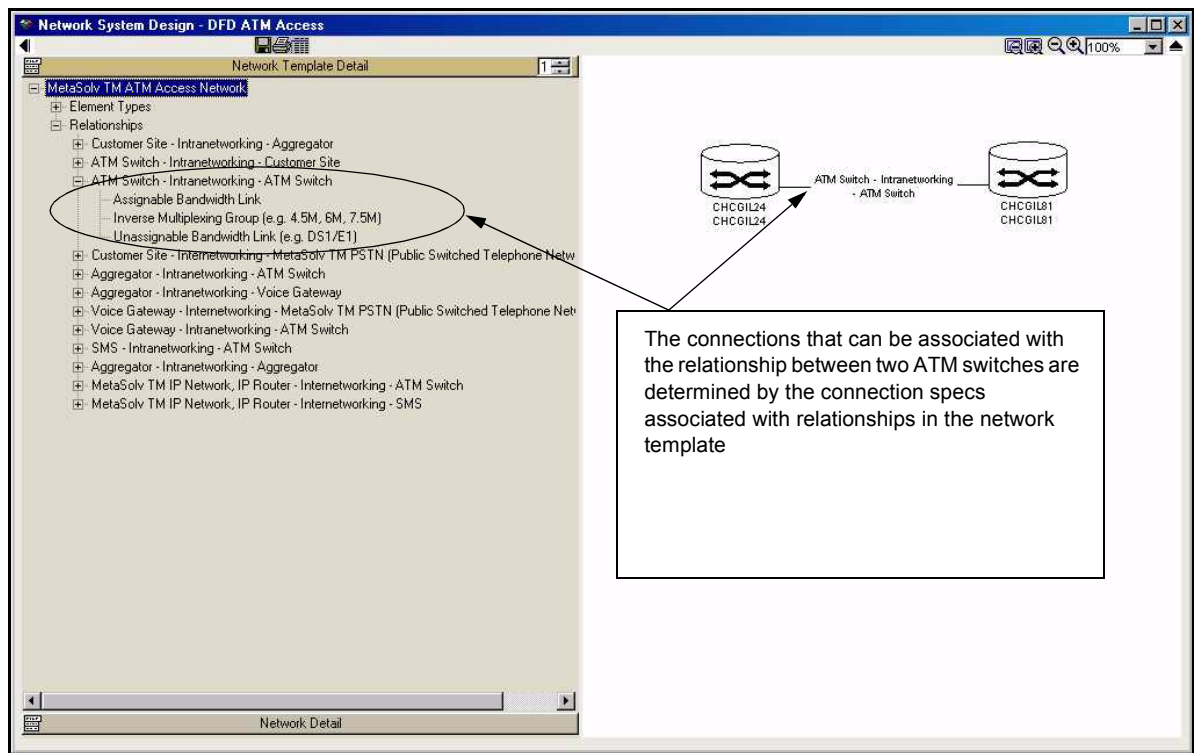 Network System Design - DFD ATM Access
100%
Network Template Detail
1
MetaSolv TM ATM Access Network
Element Types
Relationships
Customer Site - Intranetworking - Aggregator
ATM Switch - Intranetworking - Customer Site
ATM Switch - Intranetworking - ATM Switch
Assignable Bandwidth Link
Inverse Multiplexing Group (e.g. 4.5M, 6M, 7.5M)
Unassignable Bandwidth Link (e.g. DS1/E1)
Customer Site - Internetworking - MetaSolv TM PSTN (Public Switched Telephone Netw
Aggregator - Intranetworking - ATM Switch
Aggregator - Intranetworking - Voice Gateway
Voice Gateway - Internetworking - MetaSolv TM PSTN (Public Switched Telephone Net
Voice Gateway - Intranetworking - ATM Switch
SMS - Intranetworking - ATM Switch
Aggregator - Intranetworking - Aggregator
MetaSolv TM IP Network, IP Router - Internetworking - ATM Switch
MetaSolv TM IP Network, IP Router - Internetworking - SMS
Network Detail
ATM Switch - Intranetworking
- ATM Switch
CHCGIL24
CHCGIL24
CHCGIL81
CHCGIL81
The connections that can be associated with
the relationship between two ATM switches are
determined by the connection specs
associated with relationships in the network
template